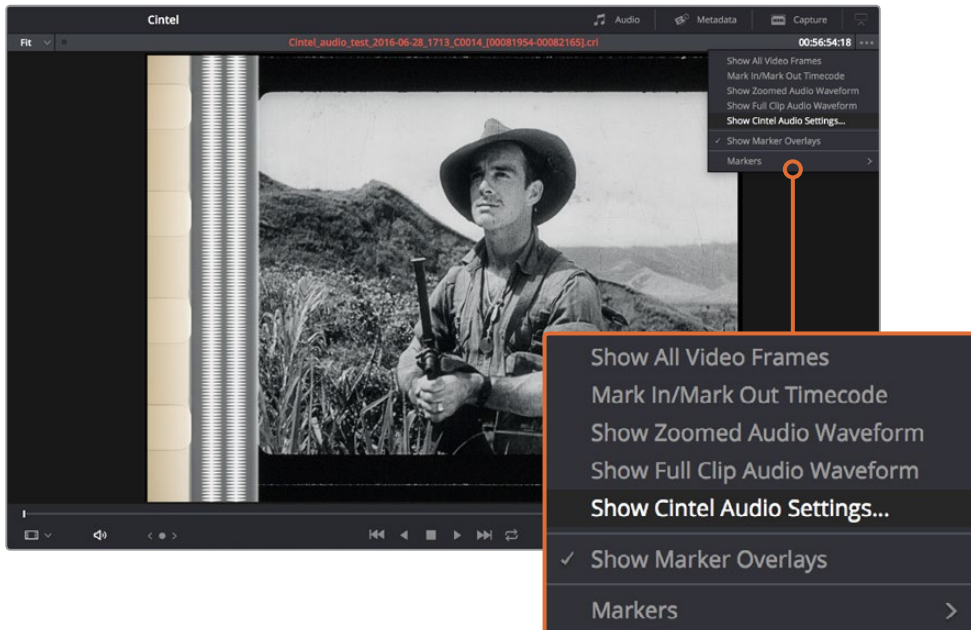 Cintel
Audio
Metadata
Capture
Fit
Cintel_audio_test_2016-06-28_1713_C0014_[00081954-00082165].cri
00:56:54:18
Show All Video Frames
Mark In/Mark Out Timecode
Show Zoomed Audio Waveform
Show Full Clip Audio Waveform
Show Cintel Audio Settings...
✓ Show Marker Overlays
Markers >
Show All Video Frames
Mark In/Mark Out Timecode
Show Zoomed Audio Waveform
Show Full Clip Audio Waveform
Show Cintel Audio Settings...
✓ Show Marker Overlays
Markers >